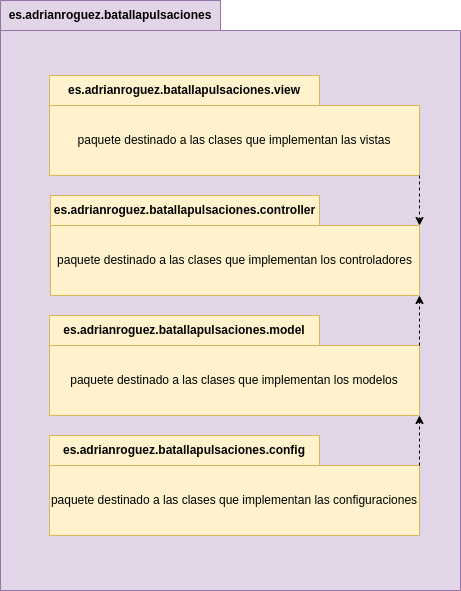 es.adrianroguez.batallapulsaciones
es.adrianroguez.batallapulsaciones.view
paquete destinado a las clases que implementan las vistas
es.adrianroguez.batallapulsaciones.controller
paquete destinado a las clases que implementan los controladores
es.adrianroguez.batallapulsaciones.model
paquete destinado a las clases que implementan los modelos
es.adrianroguez.batallapulsaciones.config
paquete destinado a las clases que implementan las configuraciones